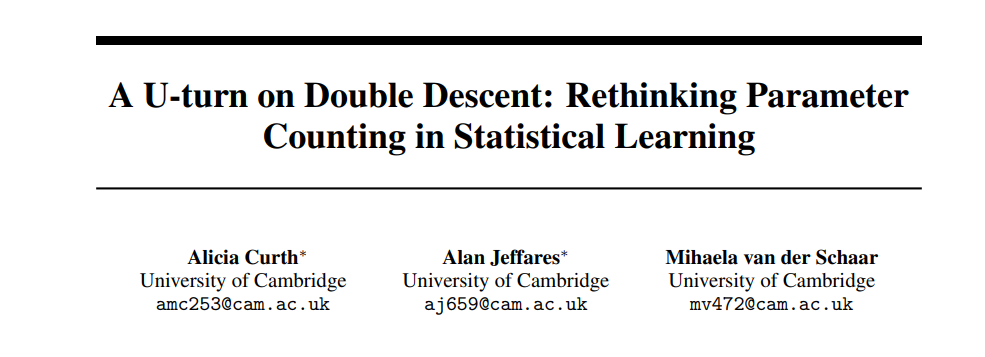 A U-turn on Double Descent: Rethinking Parameter
Counting in Statistical Learning
Alicia Curth* Alan Jeffares* Mihaela van der Schaar
University of Cambridge University of Cambridge University of Cambridge
amc253@cam.ac.uk aj659@cam.ac.uk mv472@cam.ac.uk